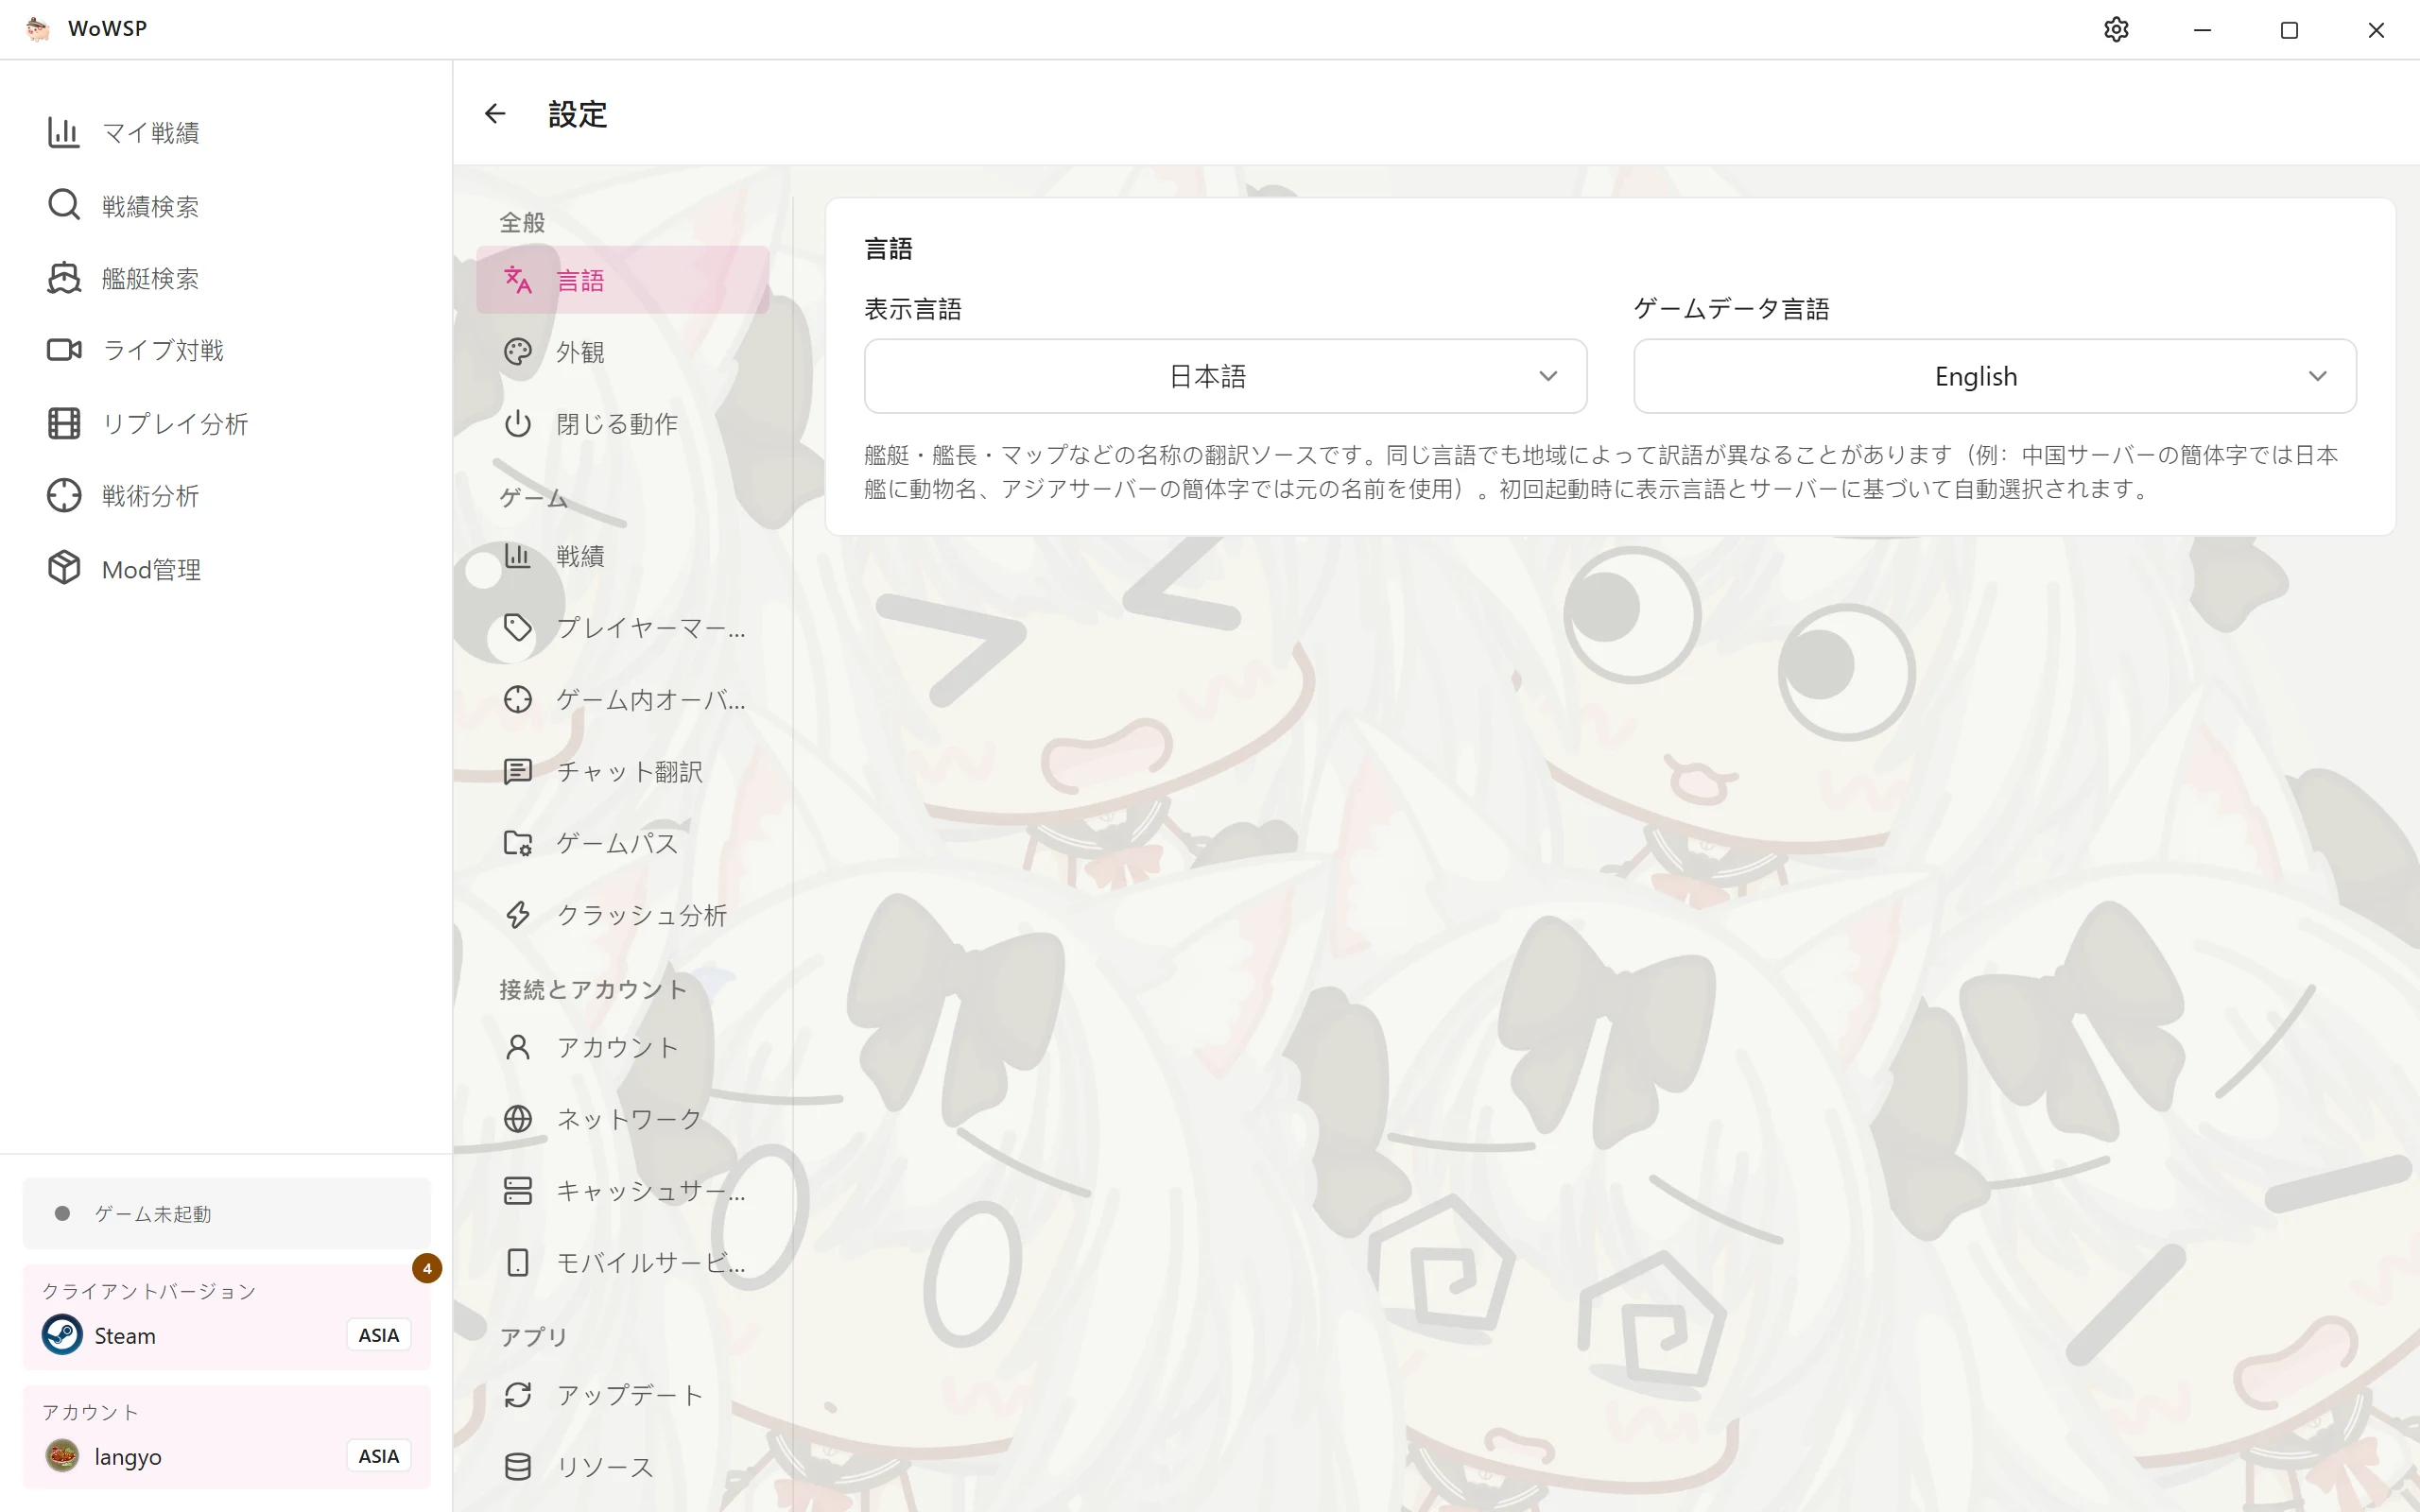 WoWSP
マイ戦績
戦績検索
艦艇検索
ライブ対戦
リプレイ分析
戦術分析
Mod管理
ゲーム未起動
4
クライアントバージョン
Steam
ASIA
アカウント
langyo
ASIA
設定
全般
言語
外観
閉じる動作
ゲーム
戦績
プレイヤーマー...
ゲーム内オーバ...
チャット翻訳
ゲームパス
クラッシュ分析
接続とアカウント
アカウント
ネットワーク
キャッシュサー...
モバイルサービ...
アプリ
アップデート
リソース
言語
表示言語
日本語
ゲームデータ言語
English
艦艇・艦長・マップなどの名称の翻訳ソースです。同じ言語でも地域によって訳語が異なることがあります（例：中国サーバーの簡体字では日本
艦に動物名、アジアサーバーの簡体字では元の名前を使用）。初回起動時に表示言語とサーバーに基づいて自動選択されます。